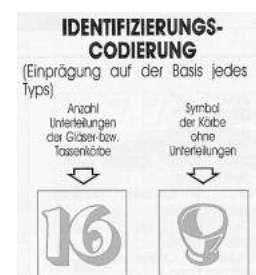 IDENTIFIZIERUNGS-
CODIERUNG
(Einprägung auf der Basis jedes
Typs)
Anzahl
Unterteilungen
der Gläser-bzw.
Tassenkörbe
Symbol
der Körbe
ohne
Unterteilungen
16